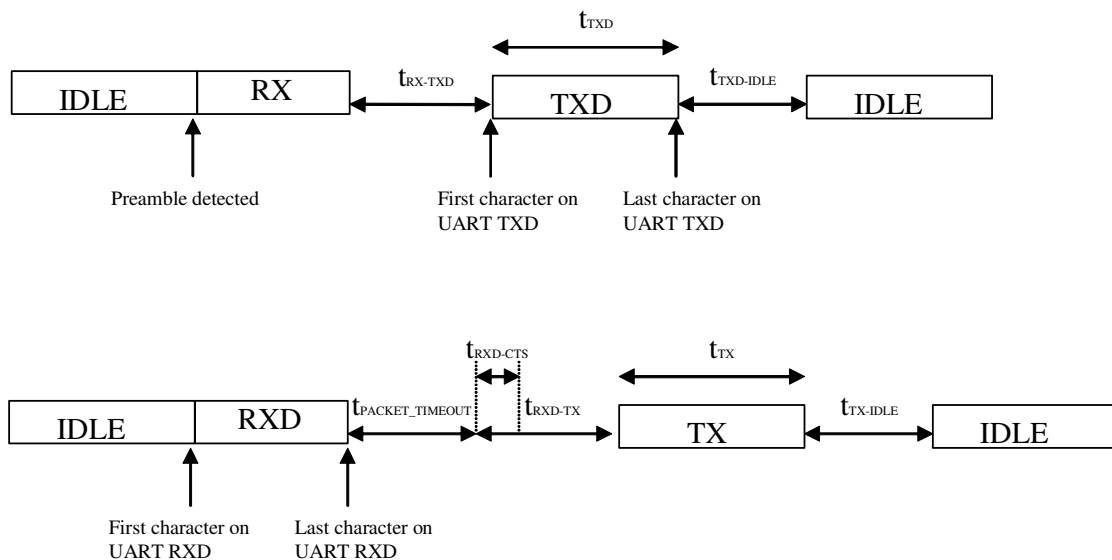 tTXD
IDLE
RX
tRX-TXD
TXD
tTXD-IDLE
IDLE
Preamble detected
First character on
UART TXD
Last character on
UART TXD
tRXD-CTS
tTX
IDLE
RXD
tPACKET_TIMEOUT
tRXD-TX
TX
tTX-IDLE
IDLE
First character on
UART RXD
Last character on
UART RXD